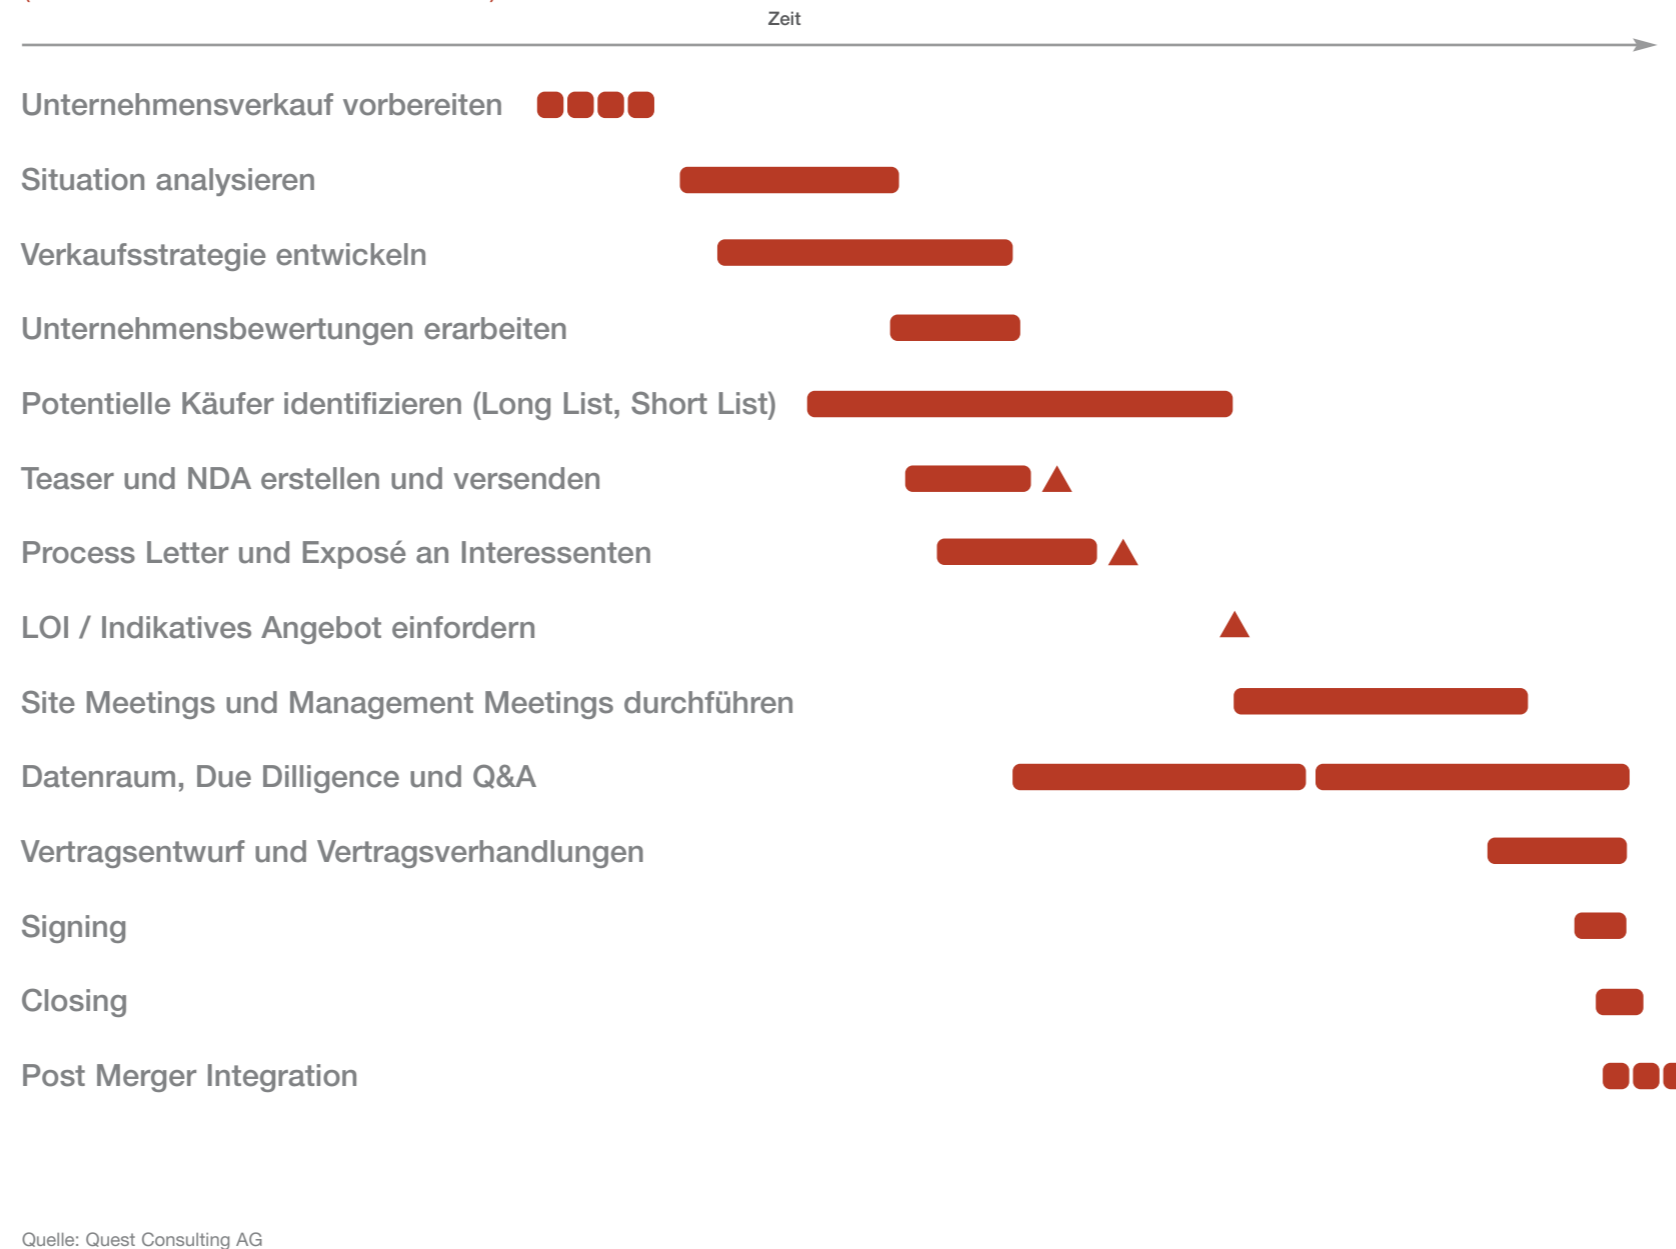 Zeit
Unternehmensverkauf vorbereiten
Situation analysieren
Verkaufsstrategie entwickeln
Unternehmensbewertungen erarbeiten
Potentielle Käufer identifizieren (Long List, Short List)
Teaser und NDA erstellen und versenden
Process Letter und Exposé an Interessenten
LOI / Indikatives Angebot einfordern
Site Meetings und Management Meetings durchführen
Datenraum, Due Dilligence und Q&A
Vertragsentwurf und Vertragsverhandlungen
Signing
Closing
Post Merger Integration
Quelle: Quest Consulting AG